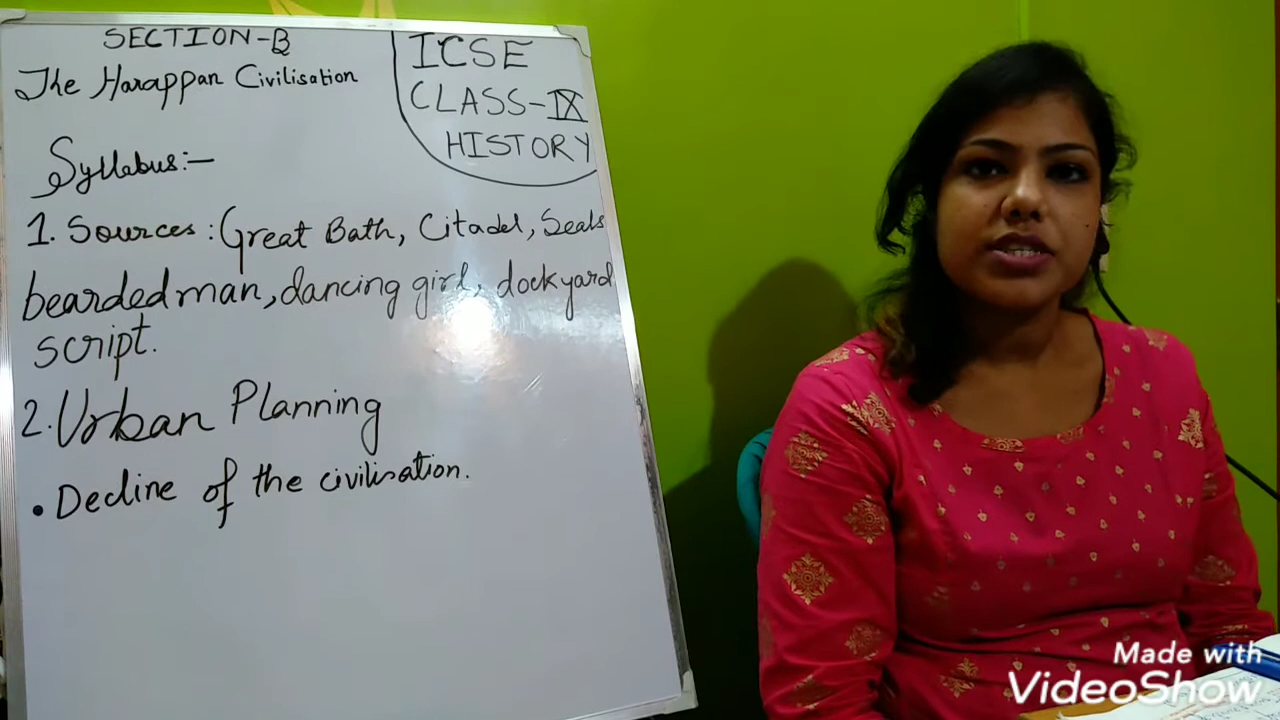 SECTION-B
The Harappan Civilisation
ICSE
CLASS-IX
HISTORY
Syllabus:-
1. Sources: Great Bath, Citadel, Seals
bearded man, dancing girl, dockyard
script.
2. Urban Planning
• Decline of the civilisation.
Made with
VideoShow